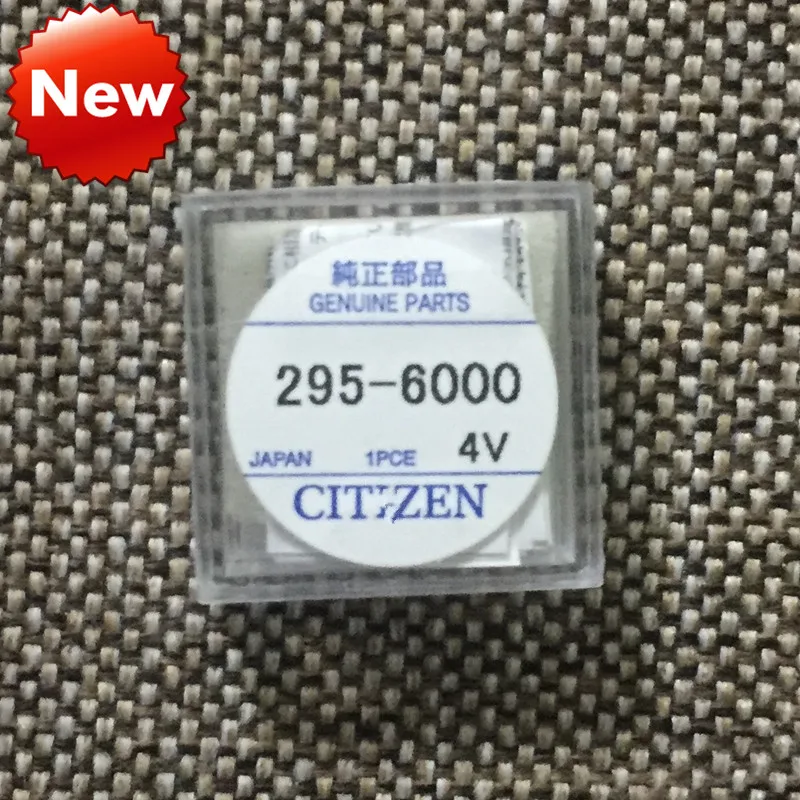 New
純正部品
GENUINE PARTS
295-6000
JAPAN 1PCE 4V
CITIZEN